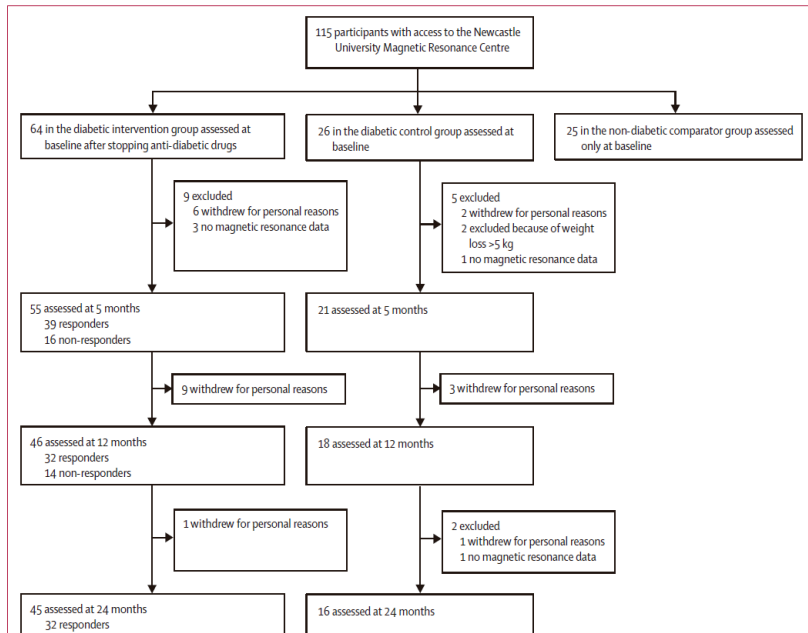 115 participants with access to the Newcastle
University Magnetic Resonance Centre
64 in the diabetic intervention group assessed at
baseline after stopping anti-diabetic drugs
26 in the diabetic control group assessed at
baseline
25 in the non-diabetic comparator group assessed
only at baseline
9 excluded
6 withdrew for personal reasons
3 no magnetic resonance data
5 excluded
2 withdrew for personal reasons
2 excluded because of weight
loss >5 kg
1 no magnetic resonance data
55 assessed at 5 months
39 responders
16 non-responders
21 assessed at 5 months
9 withdrew for personal reasons
3 withdrew for personal reasons
46 assessed at 12 months
32 responders
14 non-responders
18 assessed at 12 months
1 withdrew for personal reasons
2 excluded
1 withdrew for personal reasons
1 no magnetic resonance data
45 assessed at 24 months
32 responders
16 assessed at 24 months